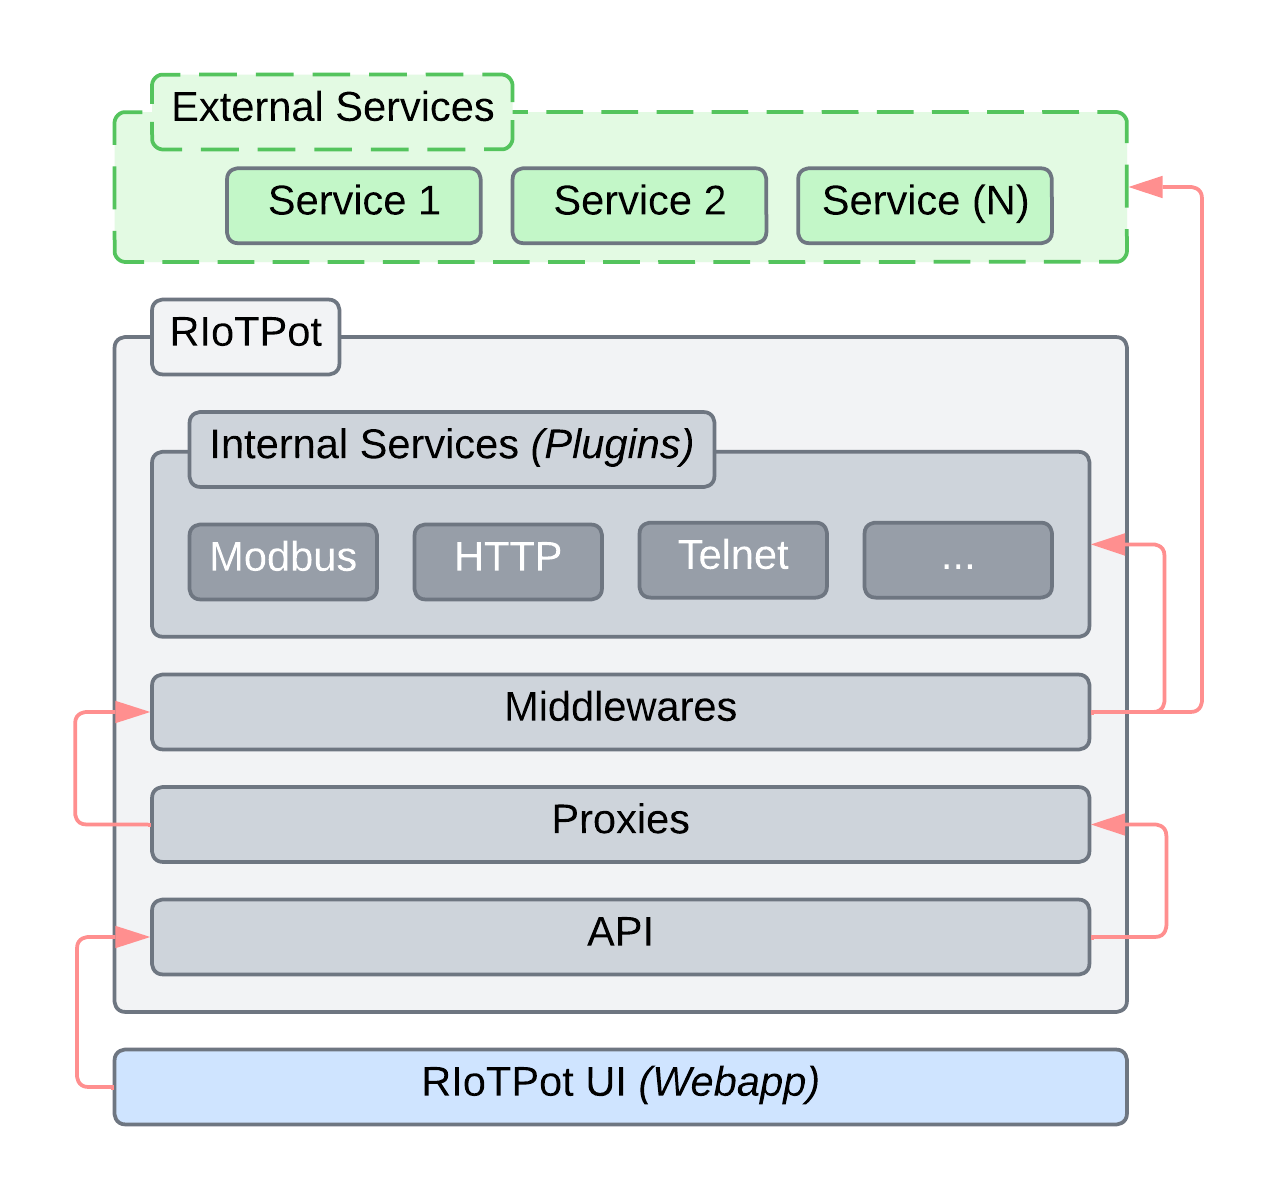 External Services
Service 1
Service 2
Service (N)
RIoTPot
Internal Services (Plugins)
Modbus
HTTP
Telnet
...
Middlewares
Proxies
API
RIoTPot UI (Webapp)